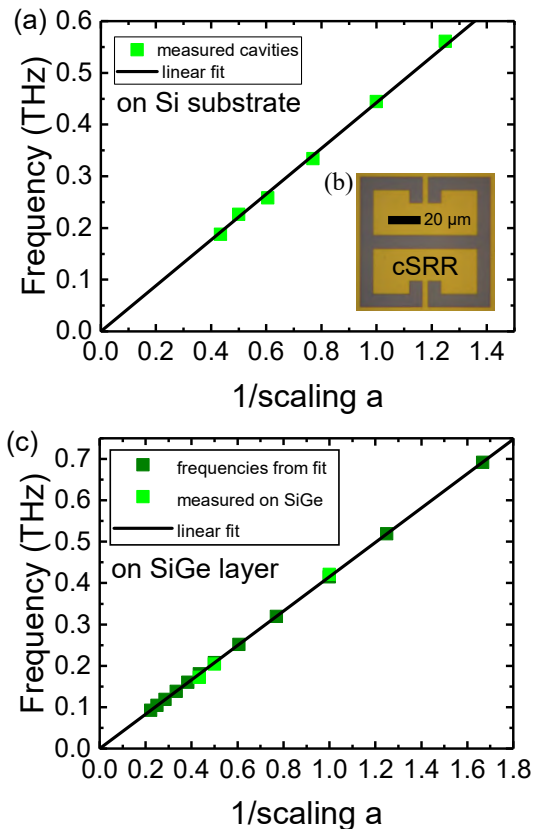 (a)
0.6
0.5
0.4
0.3
0.2
0.1
0.0
Frequency (THz)
measured cavities
linear fit
on Si substrate
(b)
20 µm
cSRR
0.0 0.2 0.4 0.6 0.8 1.0 1.2 1.4
1/scaling a
(c)
0.7
0.6
0.5
0.4
0.3
0.2
0.1
0.0
Frequency (THz)
frequencies from fit
measured on SiGe
linear fit
on SiGe layer
0.0 0.2 0.4 0.6 0.8 1.0 1.2 1.4 1.6 1.8
1/scaling a